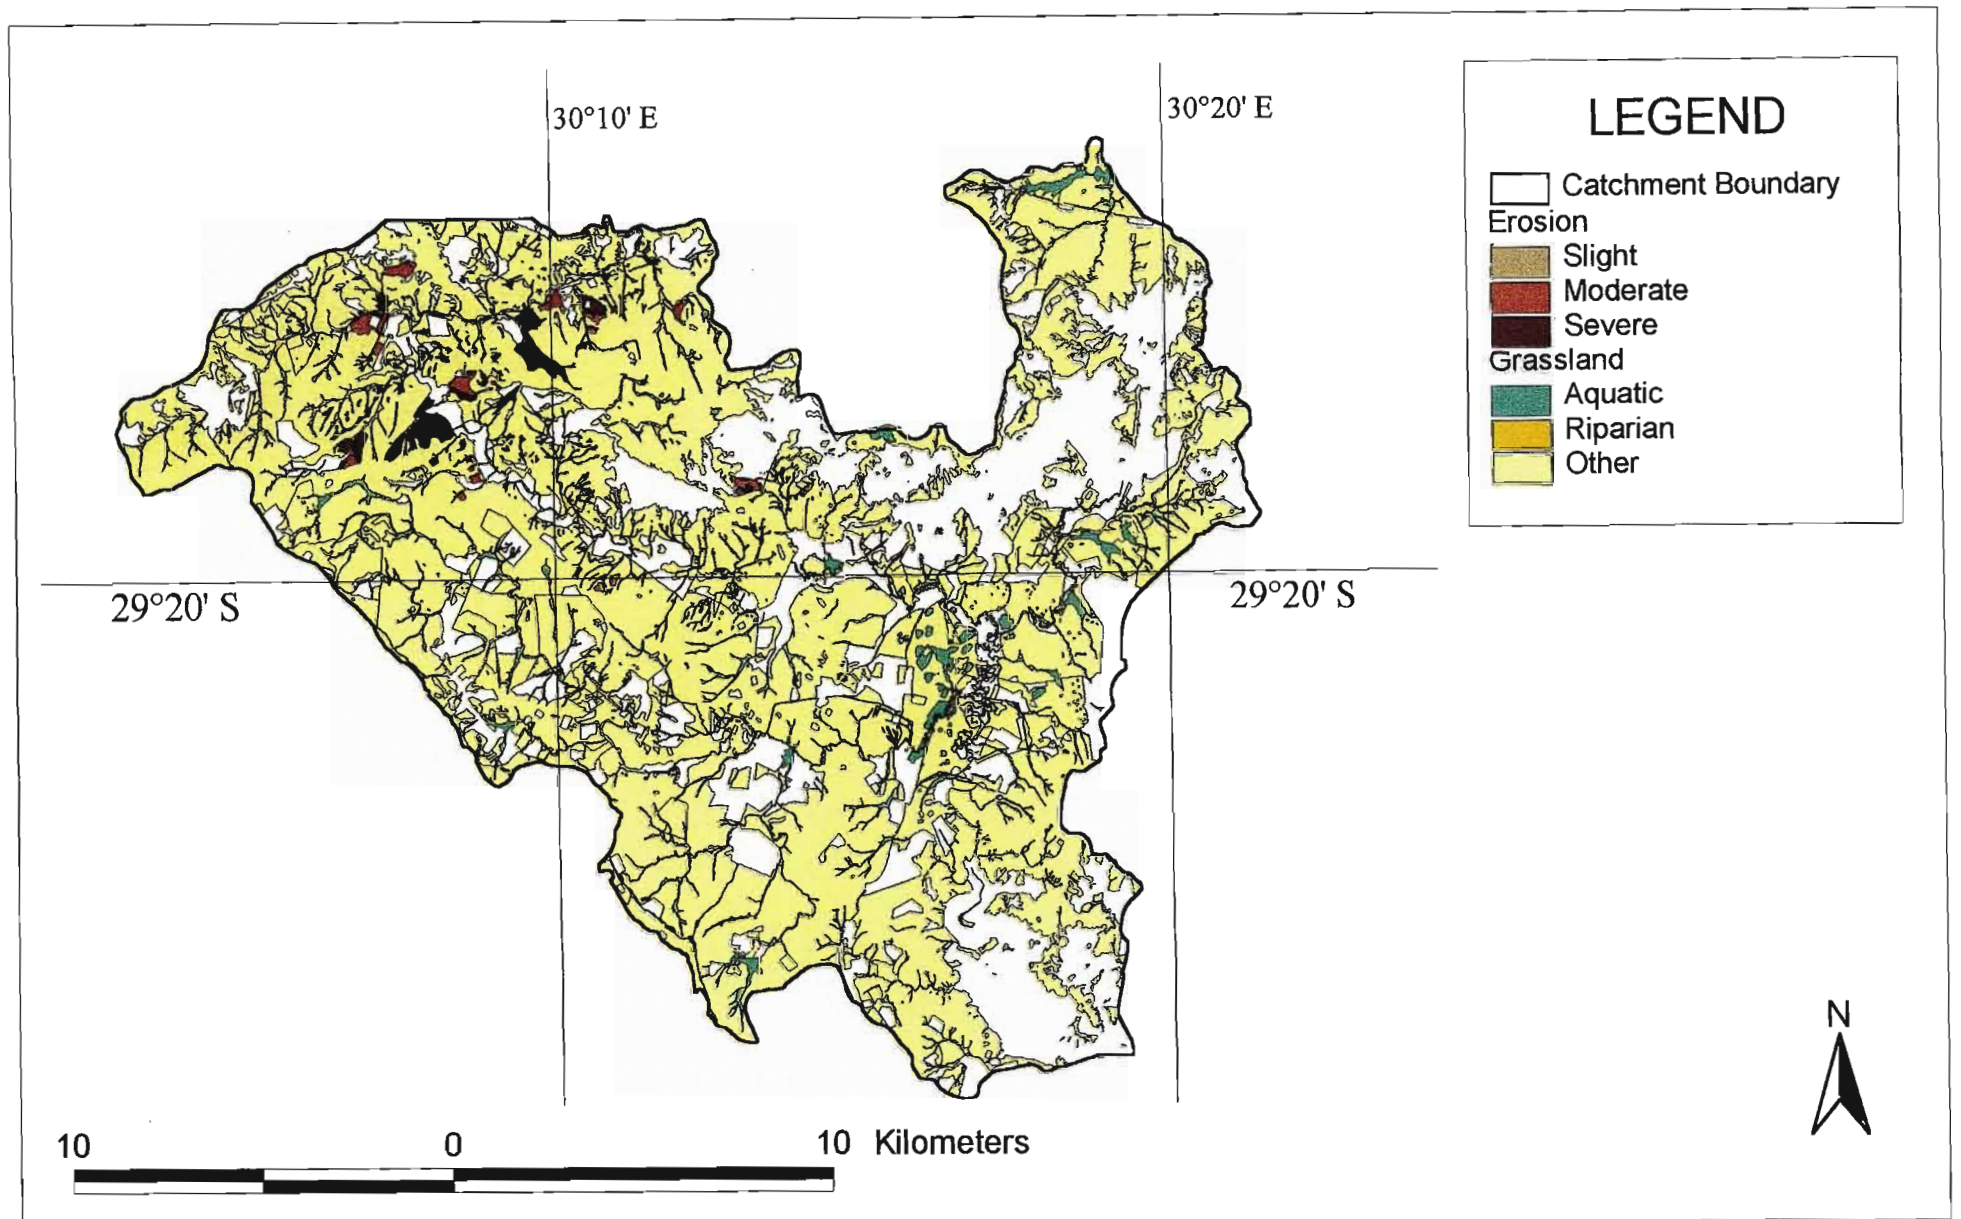 30°10' E
30°20' E
LEGEND
Catchment Boundary
Erosion
Slight
Moderate
Severe
Grassland
Aquatic
Riparian
Other
29°20' S
29°20' S
N
10 0 10 Kilometers